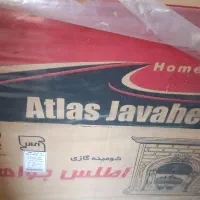 Home
Atlas Javahe
شومینه گازی
اطلس جواهر